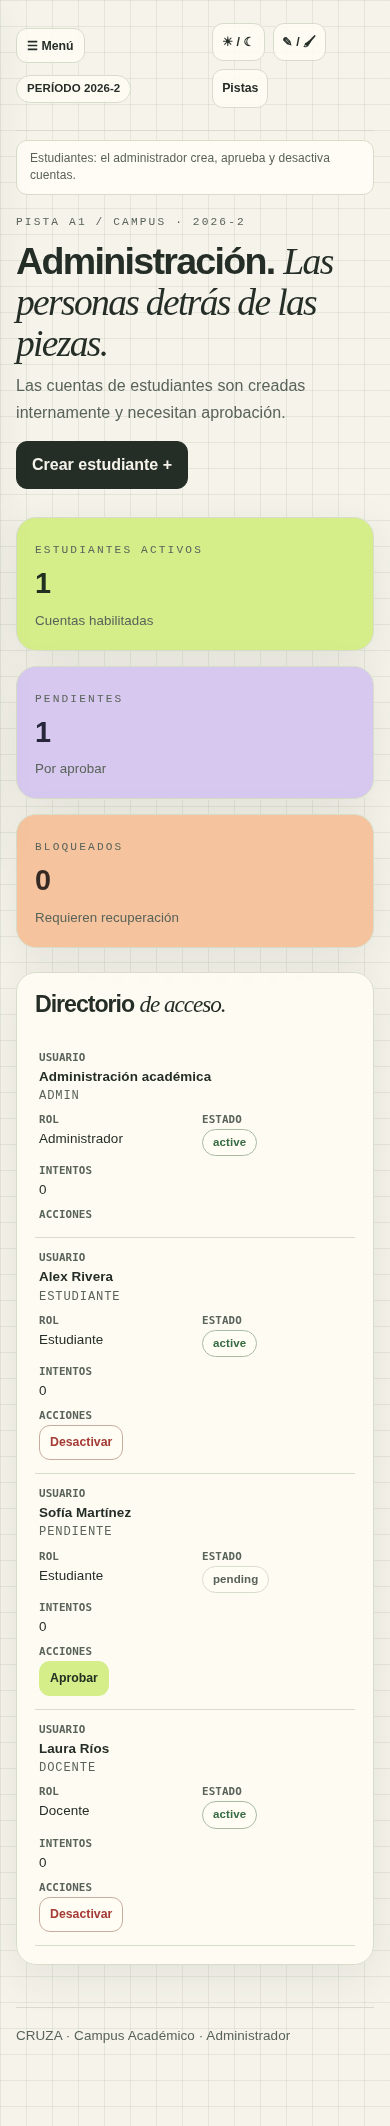 ☰ Menú
☀ / ☾
✎ / 🖌
PERÍODO 2026-2
Pistas
Estudiantes: el administrador crea, aprueba y desactiva
cuentas.
PISTA A1 / CAMPUS · 2026-2
Administración. Las
personas detrás de las
piezas.
Las cuentas de estudiantes son creadas
internamente y necesitan aprobación.
Crear estudiante +
ESTUDIANTES ACTIVOS
1
Cuentas habilitadas
PENDIENTES
1
Por aprobar
BLOQUEADOS
0
Requieren recuperación
Directorio de acceso.
USUARIO
Administración académica
ADMIN
ROL
Administrador
ESTADO
active
INTENTOS
0
ACCIONES
USUARIO
Alex Rivera
ESTUDIANTE
ROL
Estudiante
ESTADO
active
INTENTOS
0
ACCIONES
Desactivar
USUARIO
Sofía Martínez
PENDIENTE
ROL
Estudiante
ESTADO
pending
INTENTOS
0
ACCIONES
Aprobar
USUARIO
Laura Ríos
DOCENTE
ROL
Docente
ESTADO
active
INTENTOS
0
ACCIONES
Desactivar
CRUZA · Campus Académico · Administrador